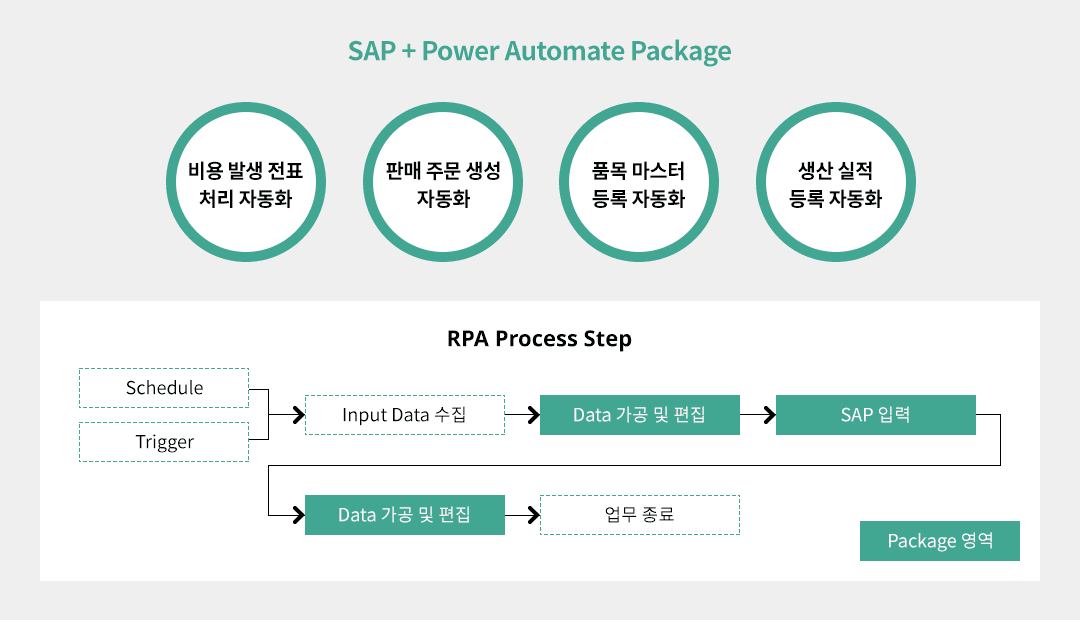 SAP + Power Automate Package
비용 발생 전표
처리 자동화
판매 주문 생성
자동화
품목 마스터
등록 자동화
생산 실적
등록 자동화
RPA Process Step
Schedule
Trigger
Input Data 수집
Data 가공 및 편집
SAP 입력
Data 가공 및 편집
업무 종료
Package 영역